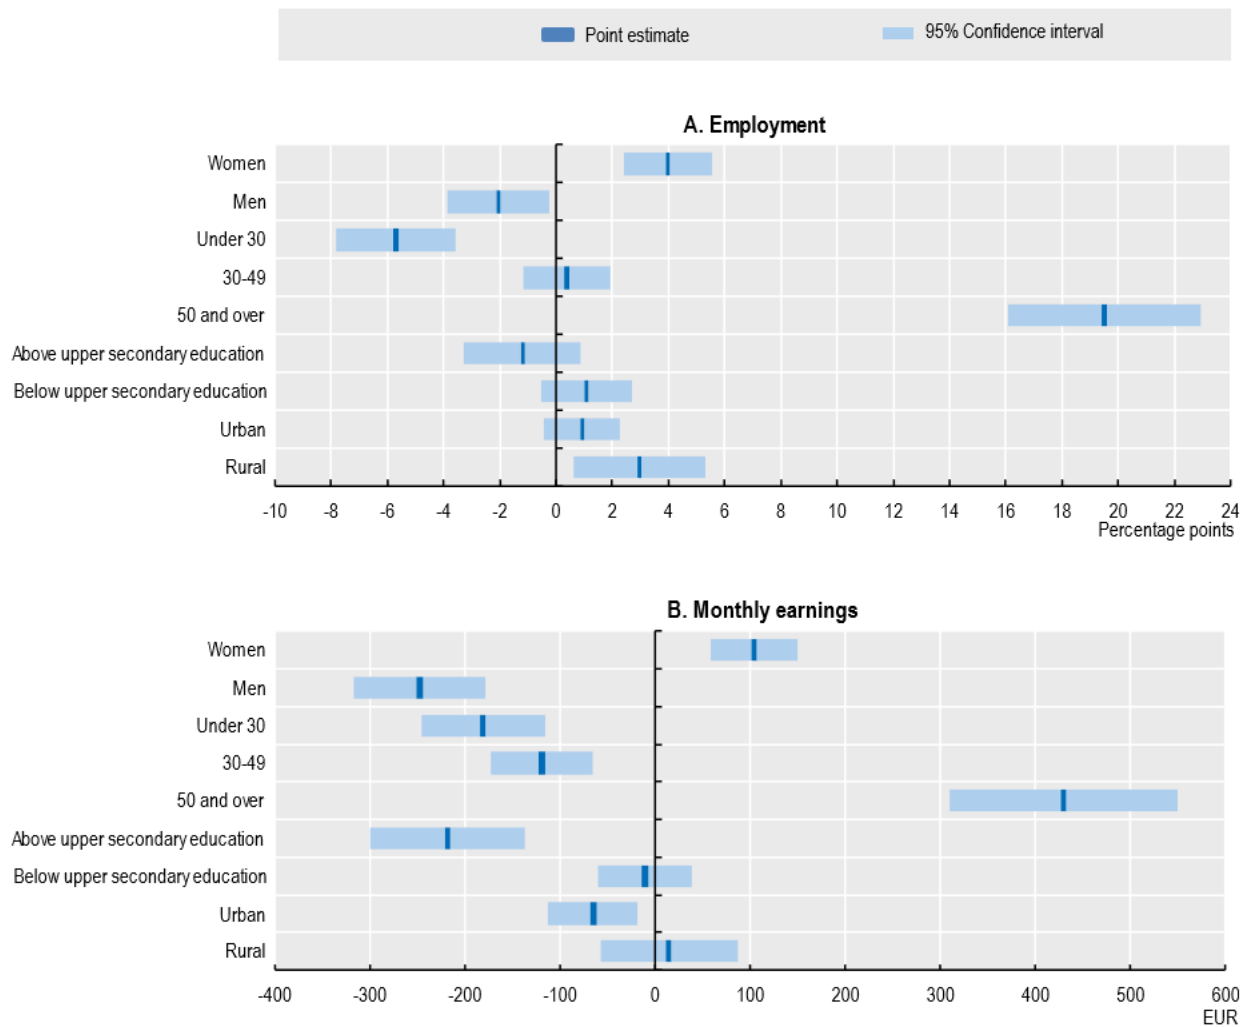 Point estimate
95% Confidence interval
A. Employment
Women
Men
Under 30
30-49
50 and over
Above upper secondary education
Below upper secondary education
Urban
Rural
-10 -8 -6 -4 -2 0 2 4 6 8 10 12 14 16 18 20 22 24
Percentage points
B. Monthly earnings
Women
Men
Under 30
30-49
50 and over
Above upper secondary education
Below upper secondary education
Urban
Rural
-400 -300 -200 -100 0 100 200 300 400 500 600
EUR